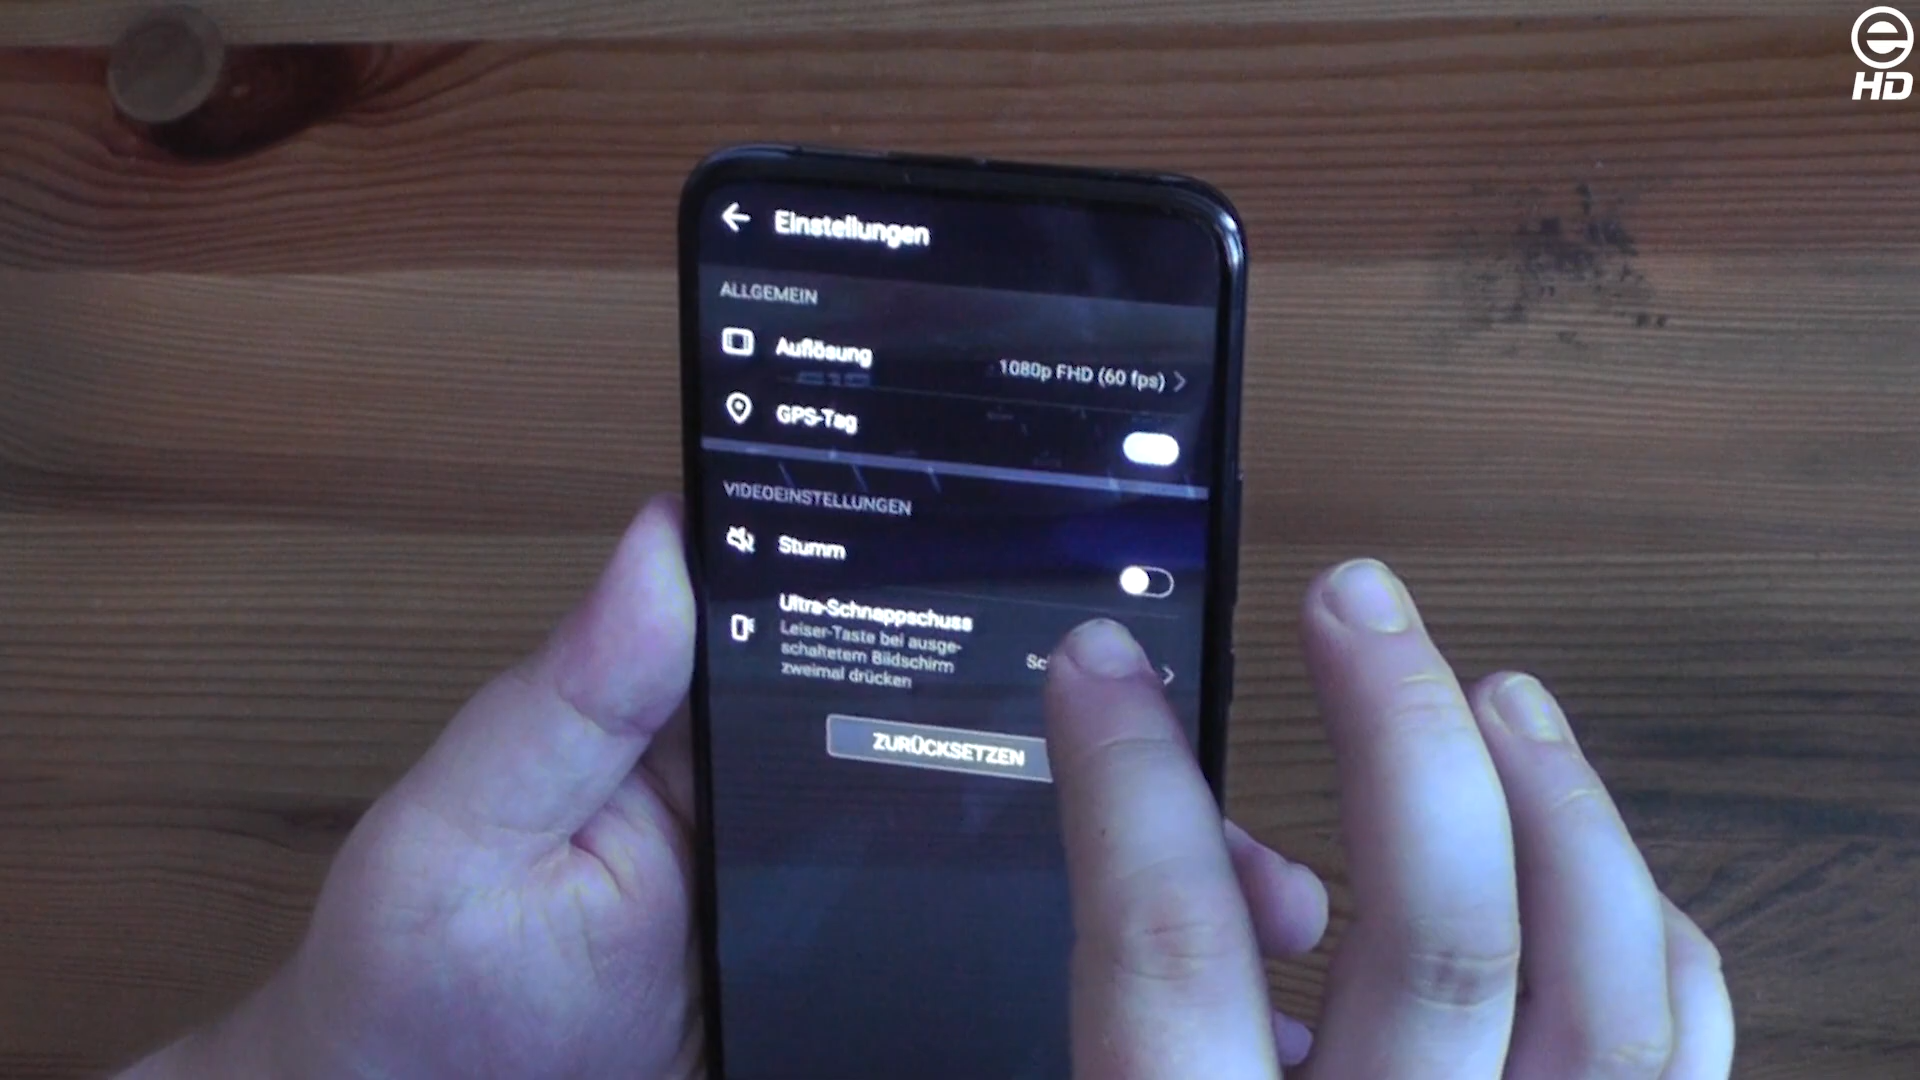 e
HD
Einstellungen
ALLGEMEIN
Auflösung
1080p FHD (60 fps)
GPS-Tag
VIDEOEINSTELLUNGEN
Stumm
Ultra-Schnappschuss
Leiser-Taste bei ausge-
schaltetem Bildschirm
zweimal drücken
ZURÜCKSETZEN